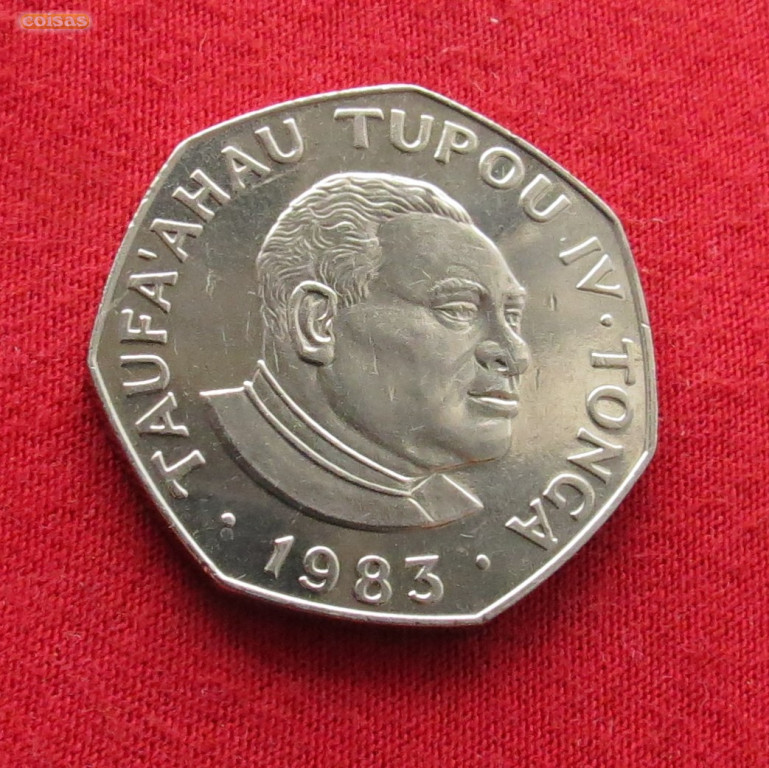 coisas
TAUFA'AHAU TUPOU IV · TONGA ·
1983 ·